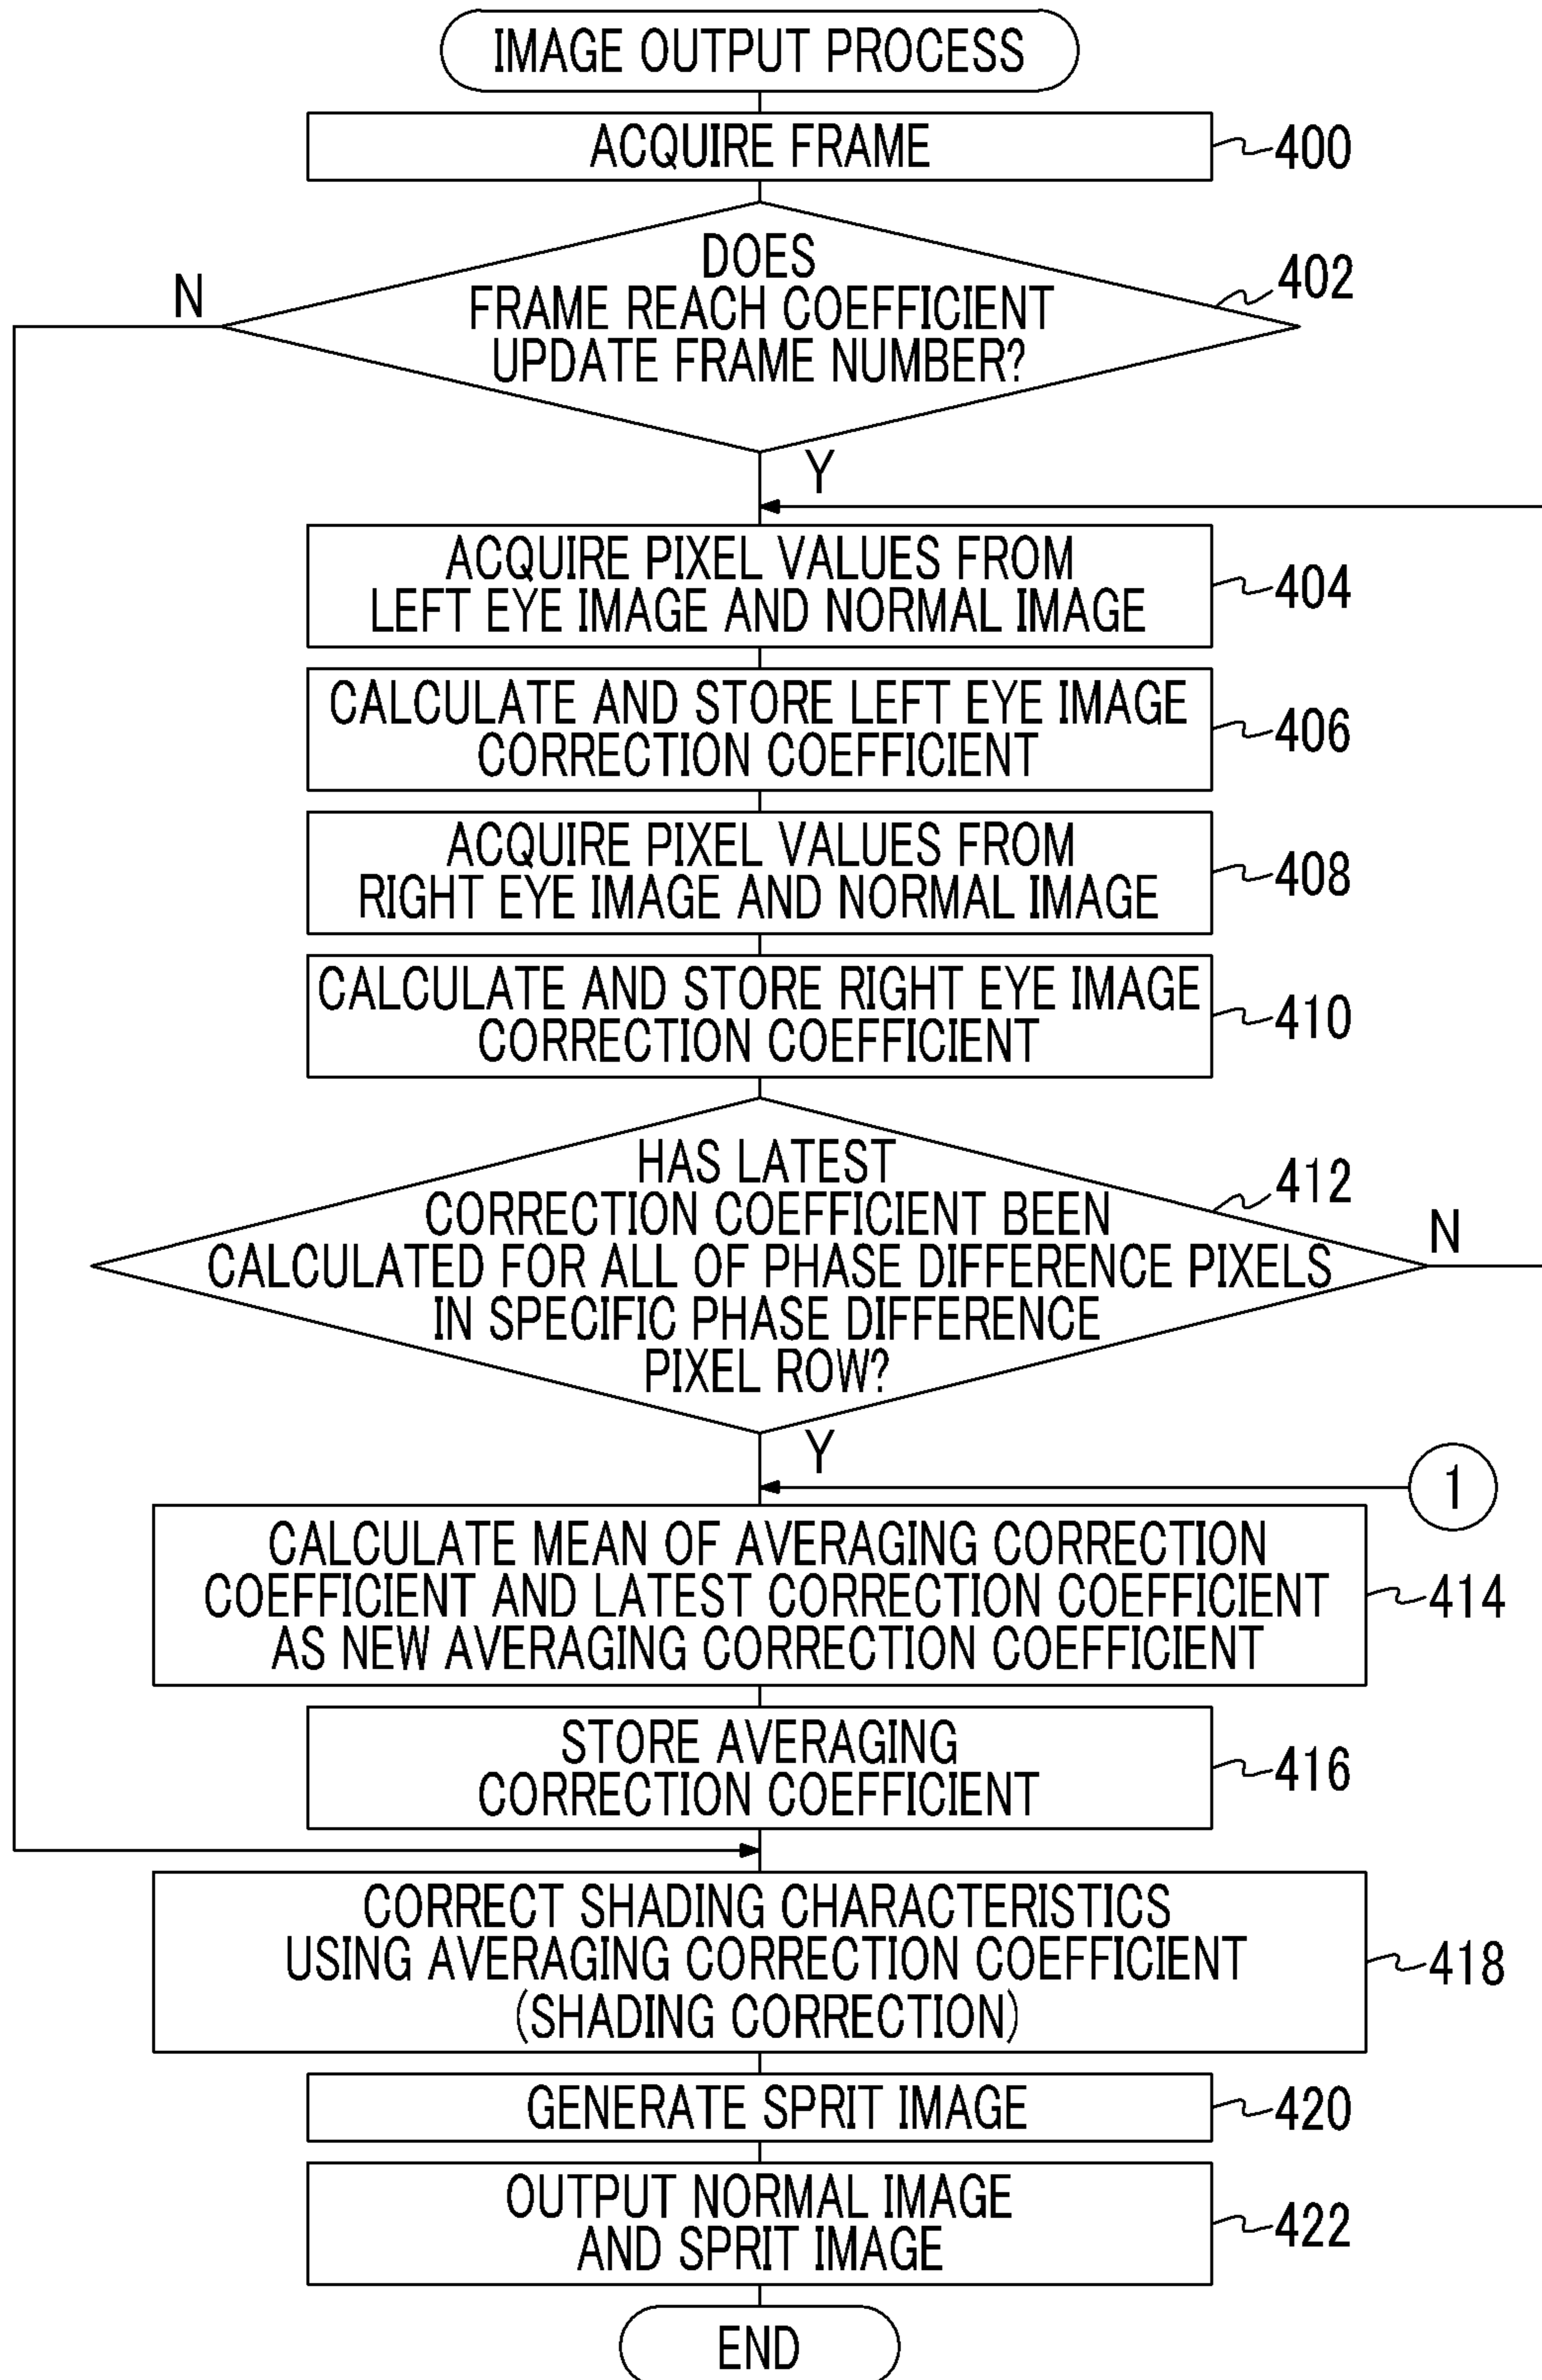 IMAGE OUTPUT PROCESS
ACQUIRE FRAME
400
DOES
FRAME REACH COEFFICIENT
UPDATE FRAME NUMBER?
402
N
Y
ACQUIRE PIXEL VALUES FROM
LEFT EYE IMAGE AND NORMAL IMAGE
404
CALCULATE AND STORE LEFT EYE IMAGE
CORRECTION COEFFICIENT
406
ACQUIRE PIXEL VALUES FROM
RIGHT EYE IMAGE AND NORMAL IMAGE
408
CALCULATE AND STORE RIGHT EYE IMAGE
CORRECTION COEFFICIENT
410
HAS LATEST
CORRECTION COEFFICIENT BEEN
CALCULATED FOR ALL OF PHASE DIFFERENCE PIXELS
IN SPECIFIC PHASE DIFFERENCE
PIXEL ROW?
412
N
Y
1
CALCULATE MEAN OF AVERAGING CORRECTION
COEFFICIENT AND LATEST CORRECTION COEFFICIENT
AS NEW AVERAGING CORRECTION COEFFICIENT
414
STORE AVERAGING
CORRECTION COEFFICIENT
416
CORRECT SHADING CHARACTERISTICS
USING AVERAGING CORRECTION COEFFICIENT
(SHADING CORRECTION)
418
GENERATE SPRIT IMAGE
420
OUTPUT NORMAL IMAGE
AND SPRIT IMAGE
422
END